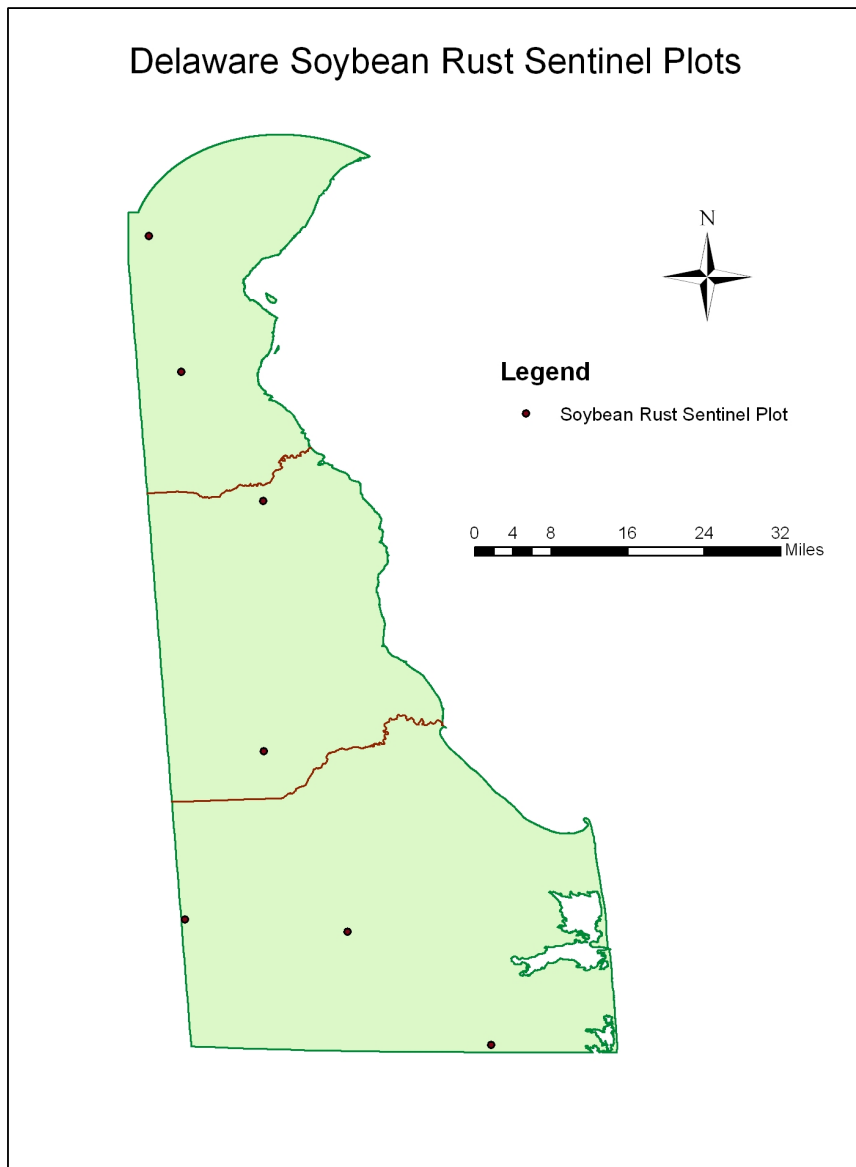 Delaware Soybean Rust Sentinel Plots
N
Legend
Soybean Rust Sentinel Plot
0 4 8 16 24 32
Miles